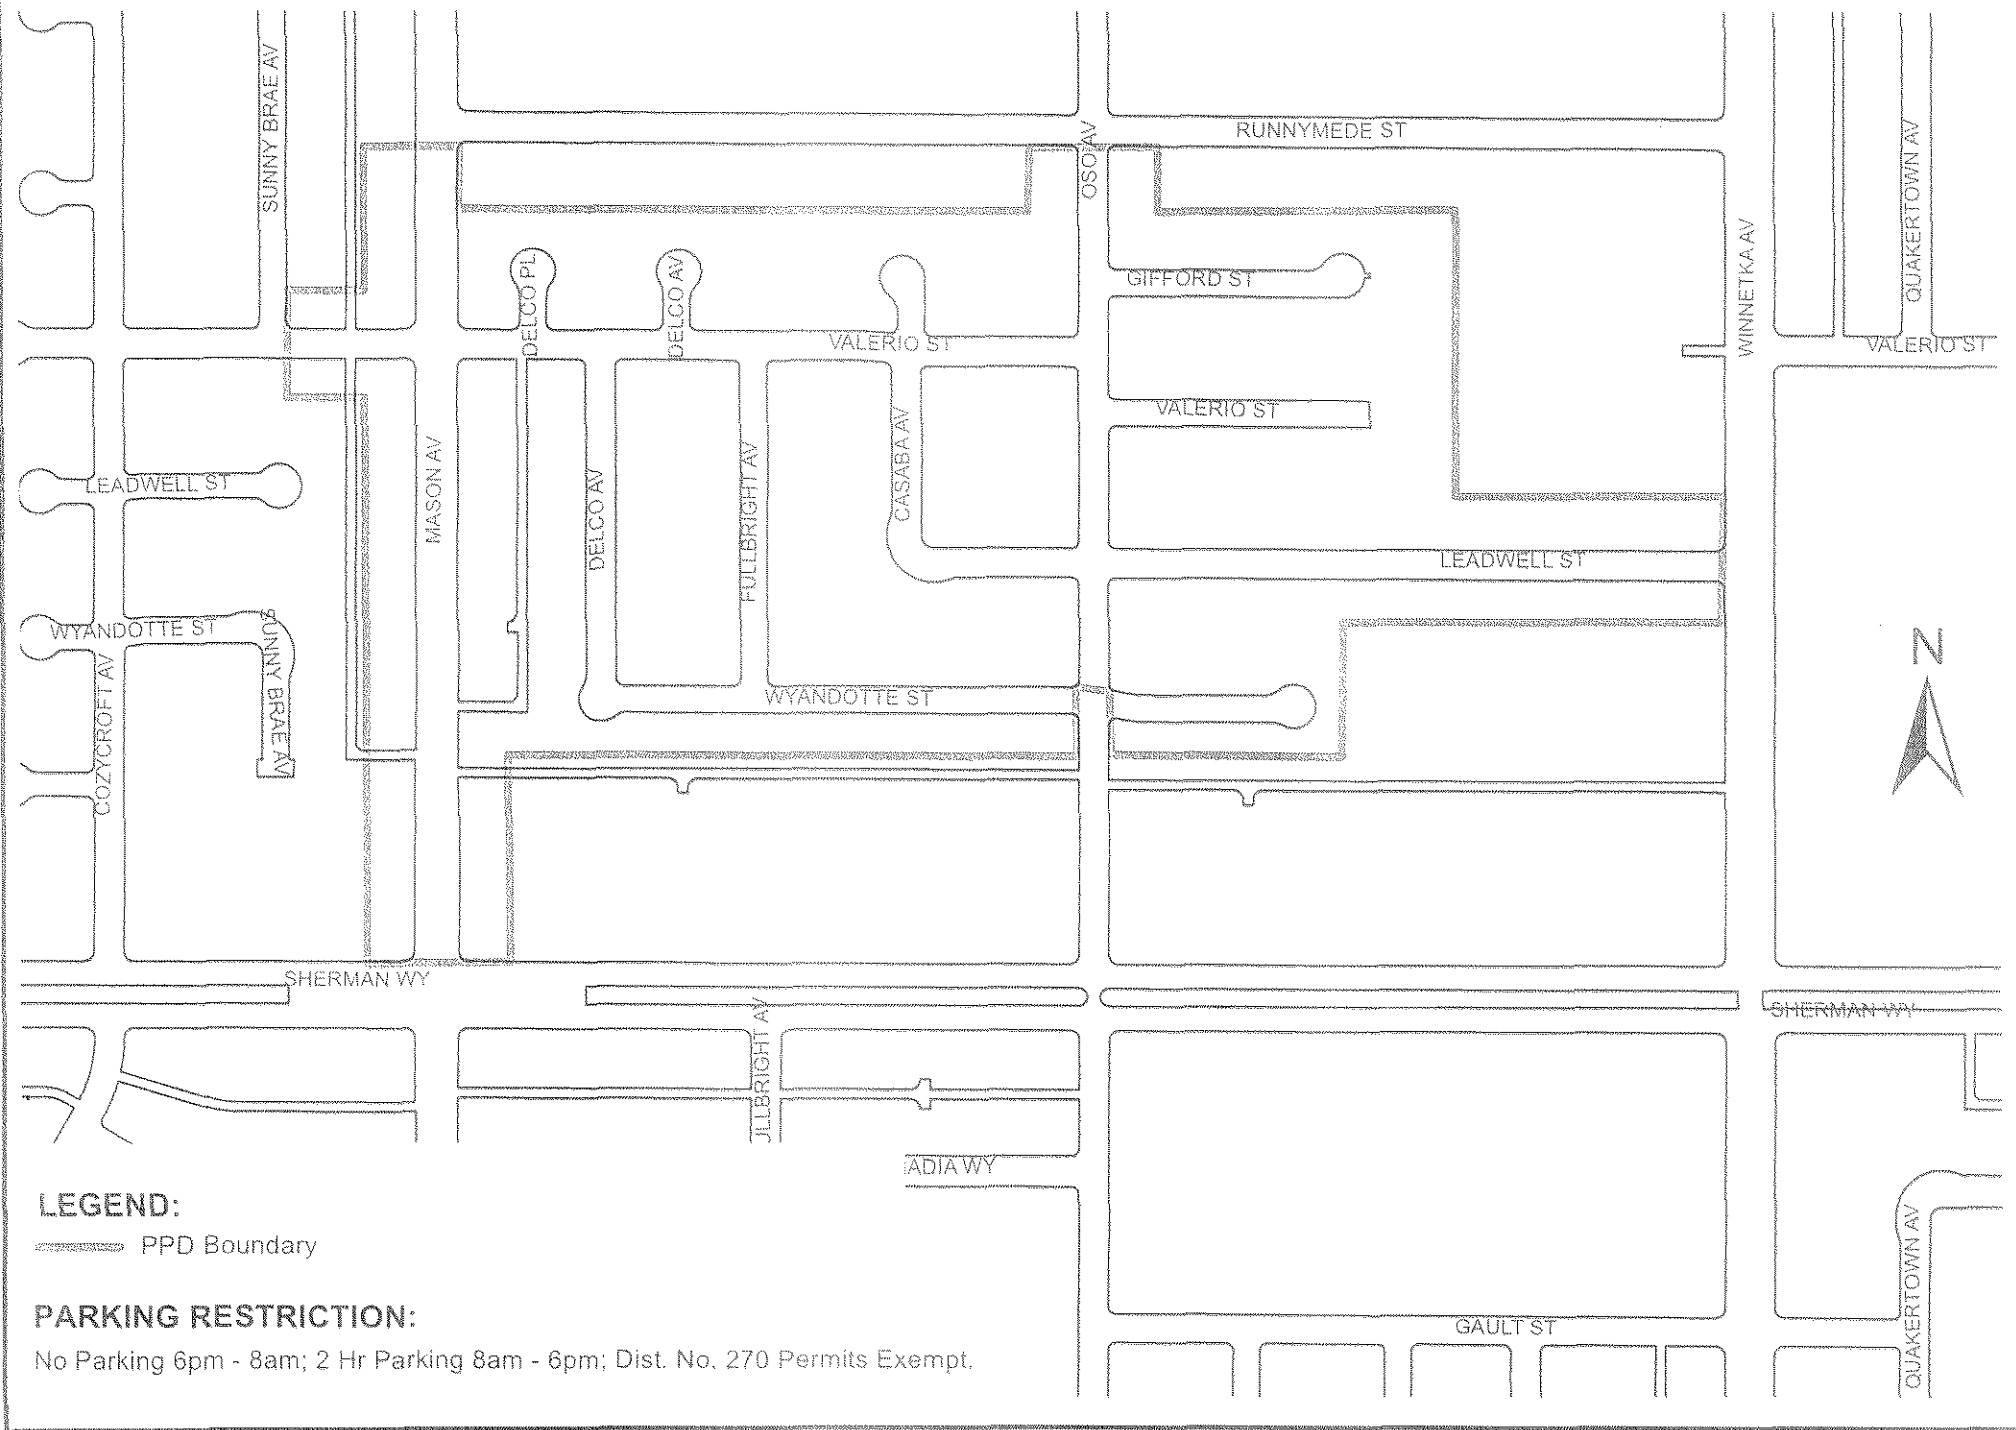 SUNNY BRAE AV
RUNNYMEDE ST
OSO AV
QUAKERTOWN AV
WINNETKA AV
DELCO PL
DELCO AV
GIFFORD ST
VALERIO ST
VALERIO ST
VALERIO ST
MASON AV
DELCO AV
FULLBRIGHT AV
CASABA AV
LEADWELL ST
LEADWELL ST
WYANDOTTE ST
SUNNY BRAE AV
COZYCROFT AV
WYANDOTTE ST
N
SHERMAN WY
SHERMAN WY
JLLBRIGHT AV
ADIA WY
QUAKERTOWN AV
GAULT ST
LEGEND:
PPD Boundary
PARKING RESTRICTION:
No Parking 6pm - 8am; 2 Hr Parking 8am - 6pm; Dist. No. 270 Permits Exempt.